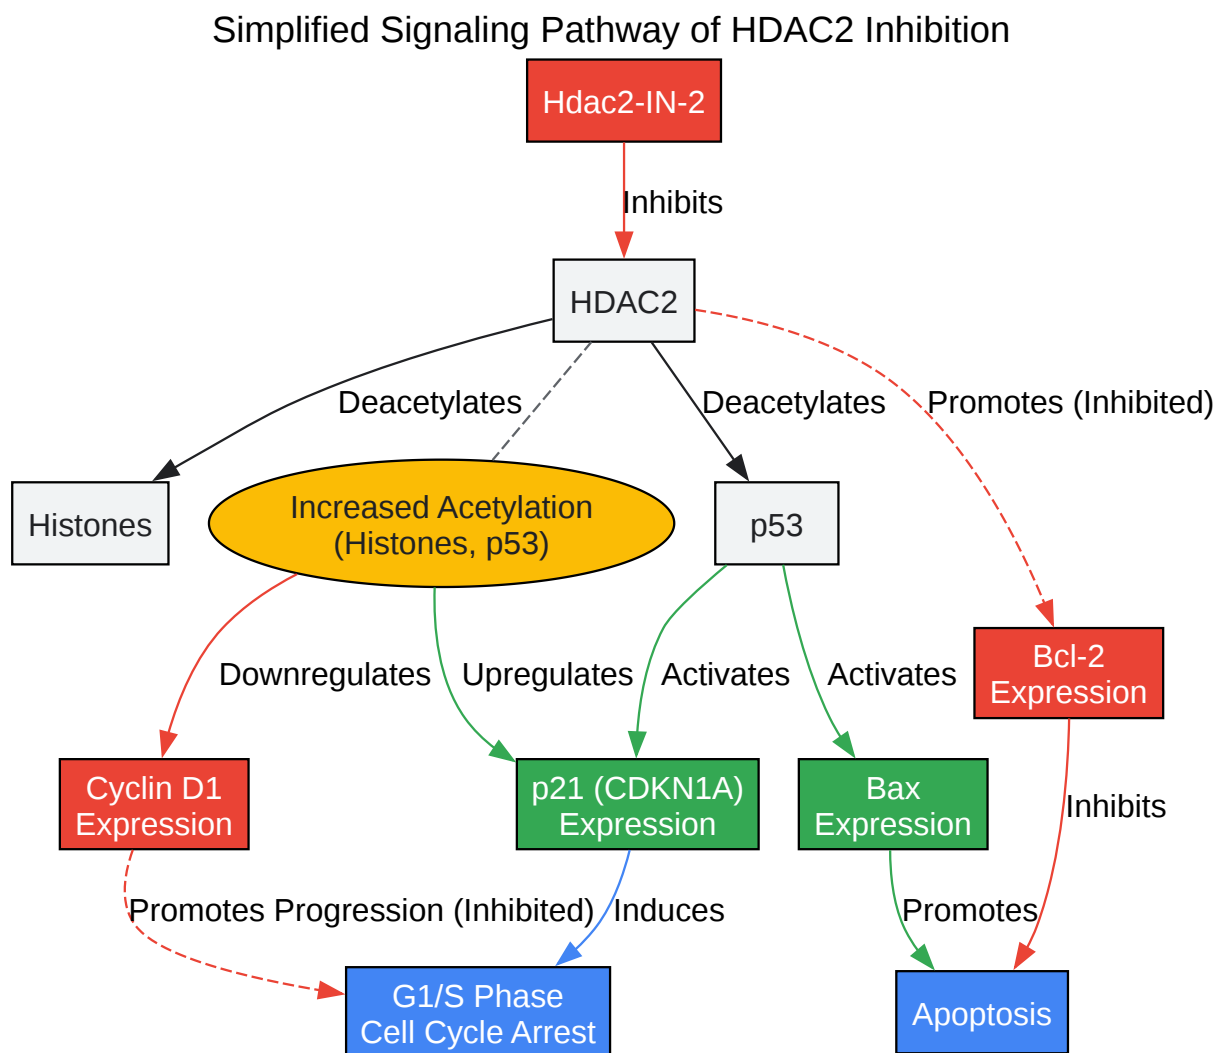 Simplified Signaling Pathway of HDAC2 Inhibition
Hdac2-IN-2
Inhibits
HDAC2
Deacetylates
Deacetylates
Promotes (Inhibited)
Histones
Increased Acetylation
(Histones, p53)
p53
Downregulates
Upregulates
Activates
Activates
Bcl-2
Expression
Cyclin D1
Expression
p21 (CDKN1A)
Expression
Bax
Expression
Inhibits
Promotes Progression (Inhibited)
Induces
Promotes
G1/S Phase
Cell Cycle Arrest
Apoptosis